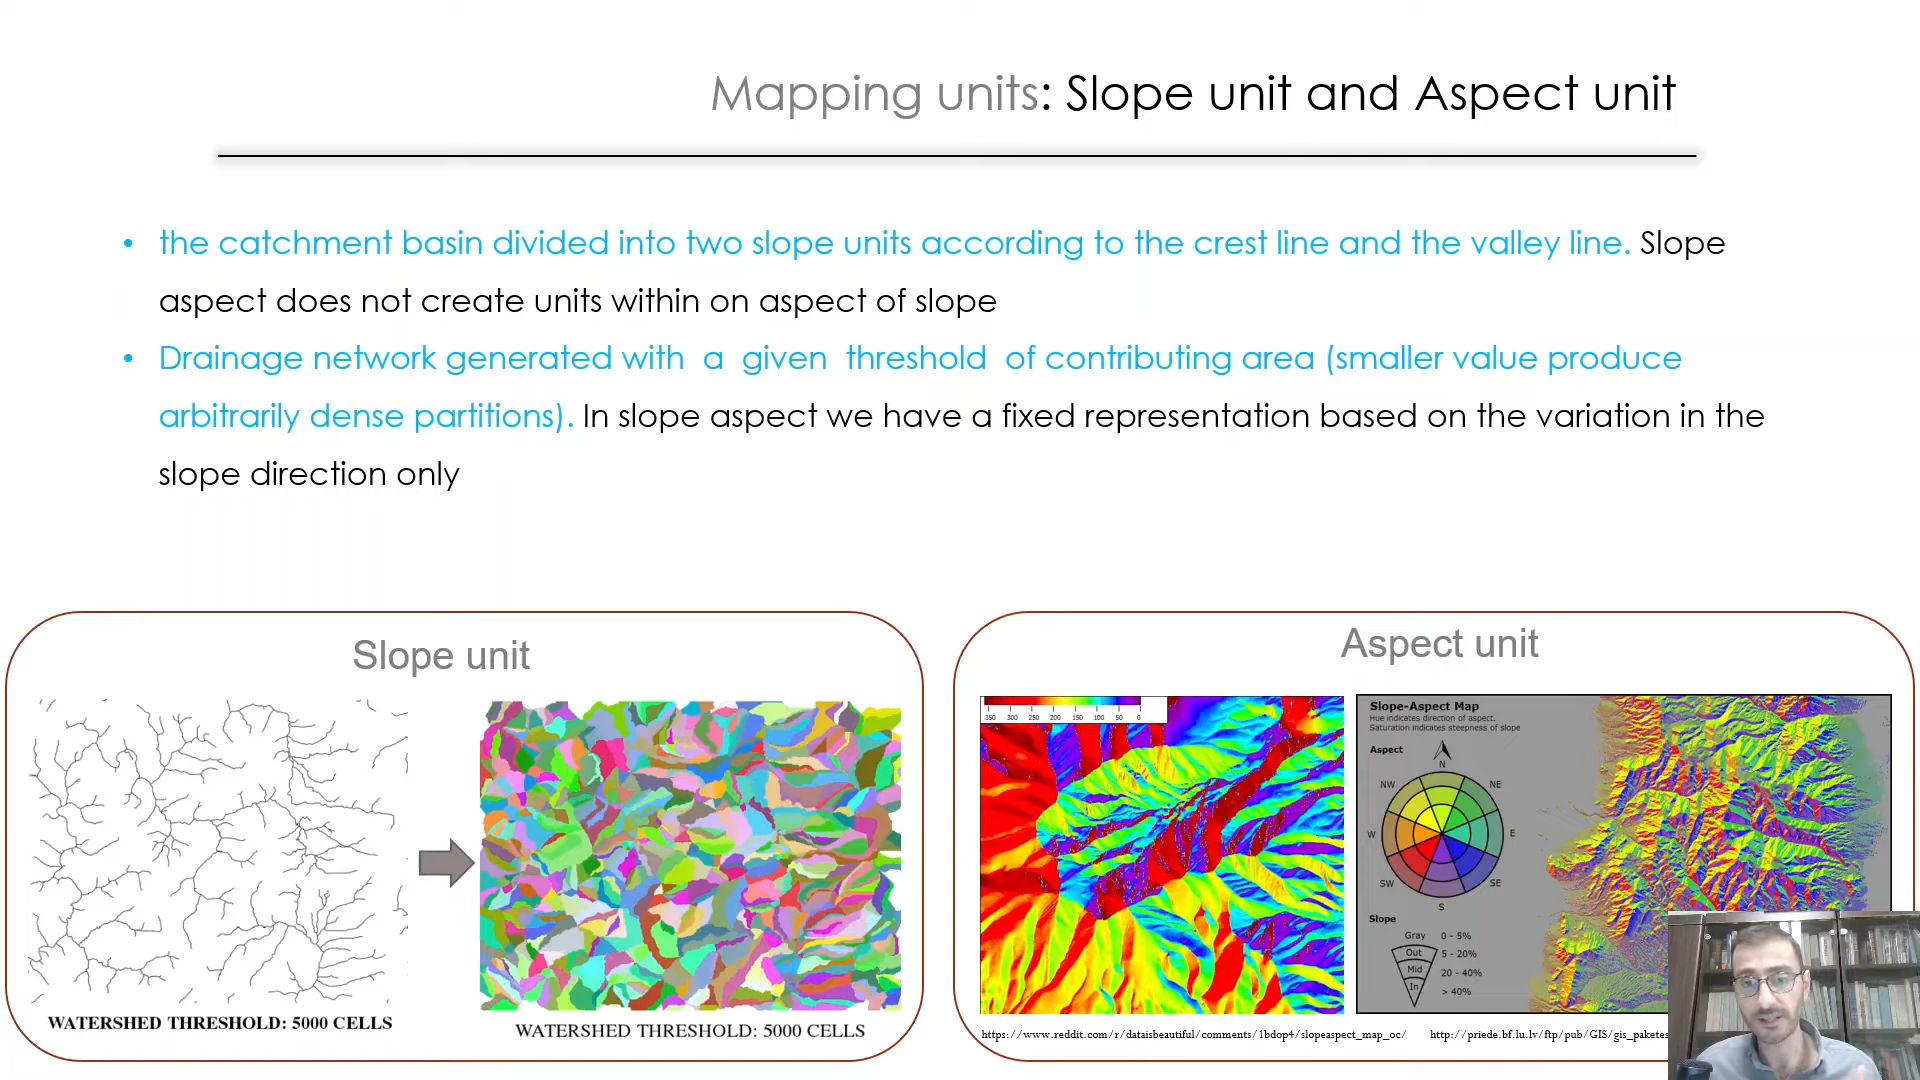 Mapping units: Slope unit and Aspect unit
• the catchment basin divided into two slope units according to the crest line and the valley line. Slope
aspect does not create units within on aspect of slope
• Drainage network generated with a given threshold of contributing area (smaller value produce
arbitrarily dense partitions). In slope aspect we have a fixed representation based on the variation in the
slope direction only
Slope unit
WATERSHED THRESHOLD: 5000 CELLS
WATERSHED THRESHOLD: 5000 CELLS
Aspect unit
350 300 250 200 150 100 50 0
Slope-Aspect Map
Hue indicates direction of aspect.
Saturation indicates steepness of slope
Aspect
N
NW NE
W E
SW SE
S
Slope
Gray 0 - 5%
Out 5 - 20%
Mid 20 - 40%
In > 40%
https://www.reddit.com/r/dataisbeautiful/comments/1bdop4/slopeaspect_map_oc/
http://priede.bf.lu.lv/ftp/pub/GIS/gis_paketes